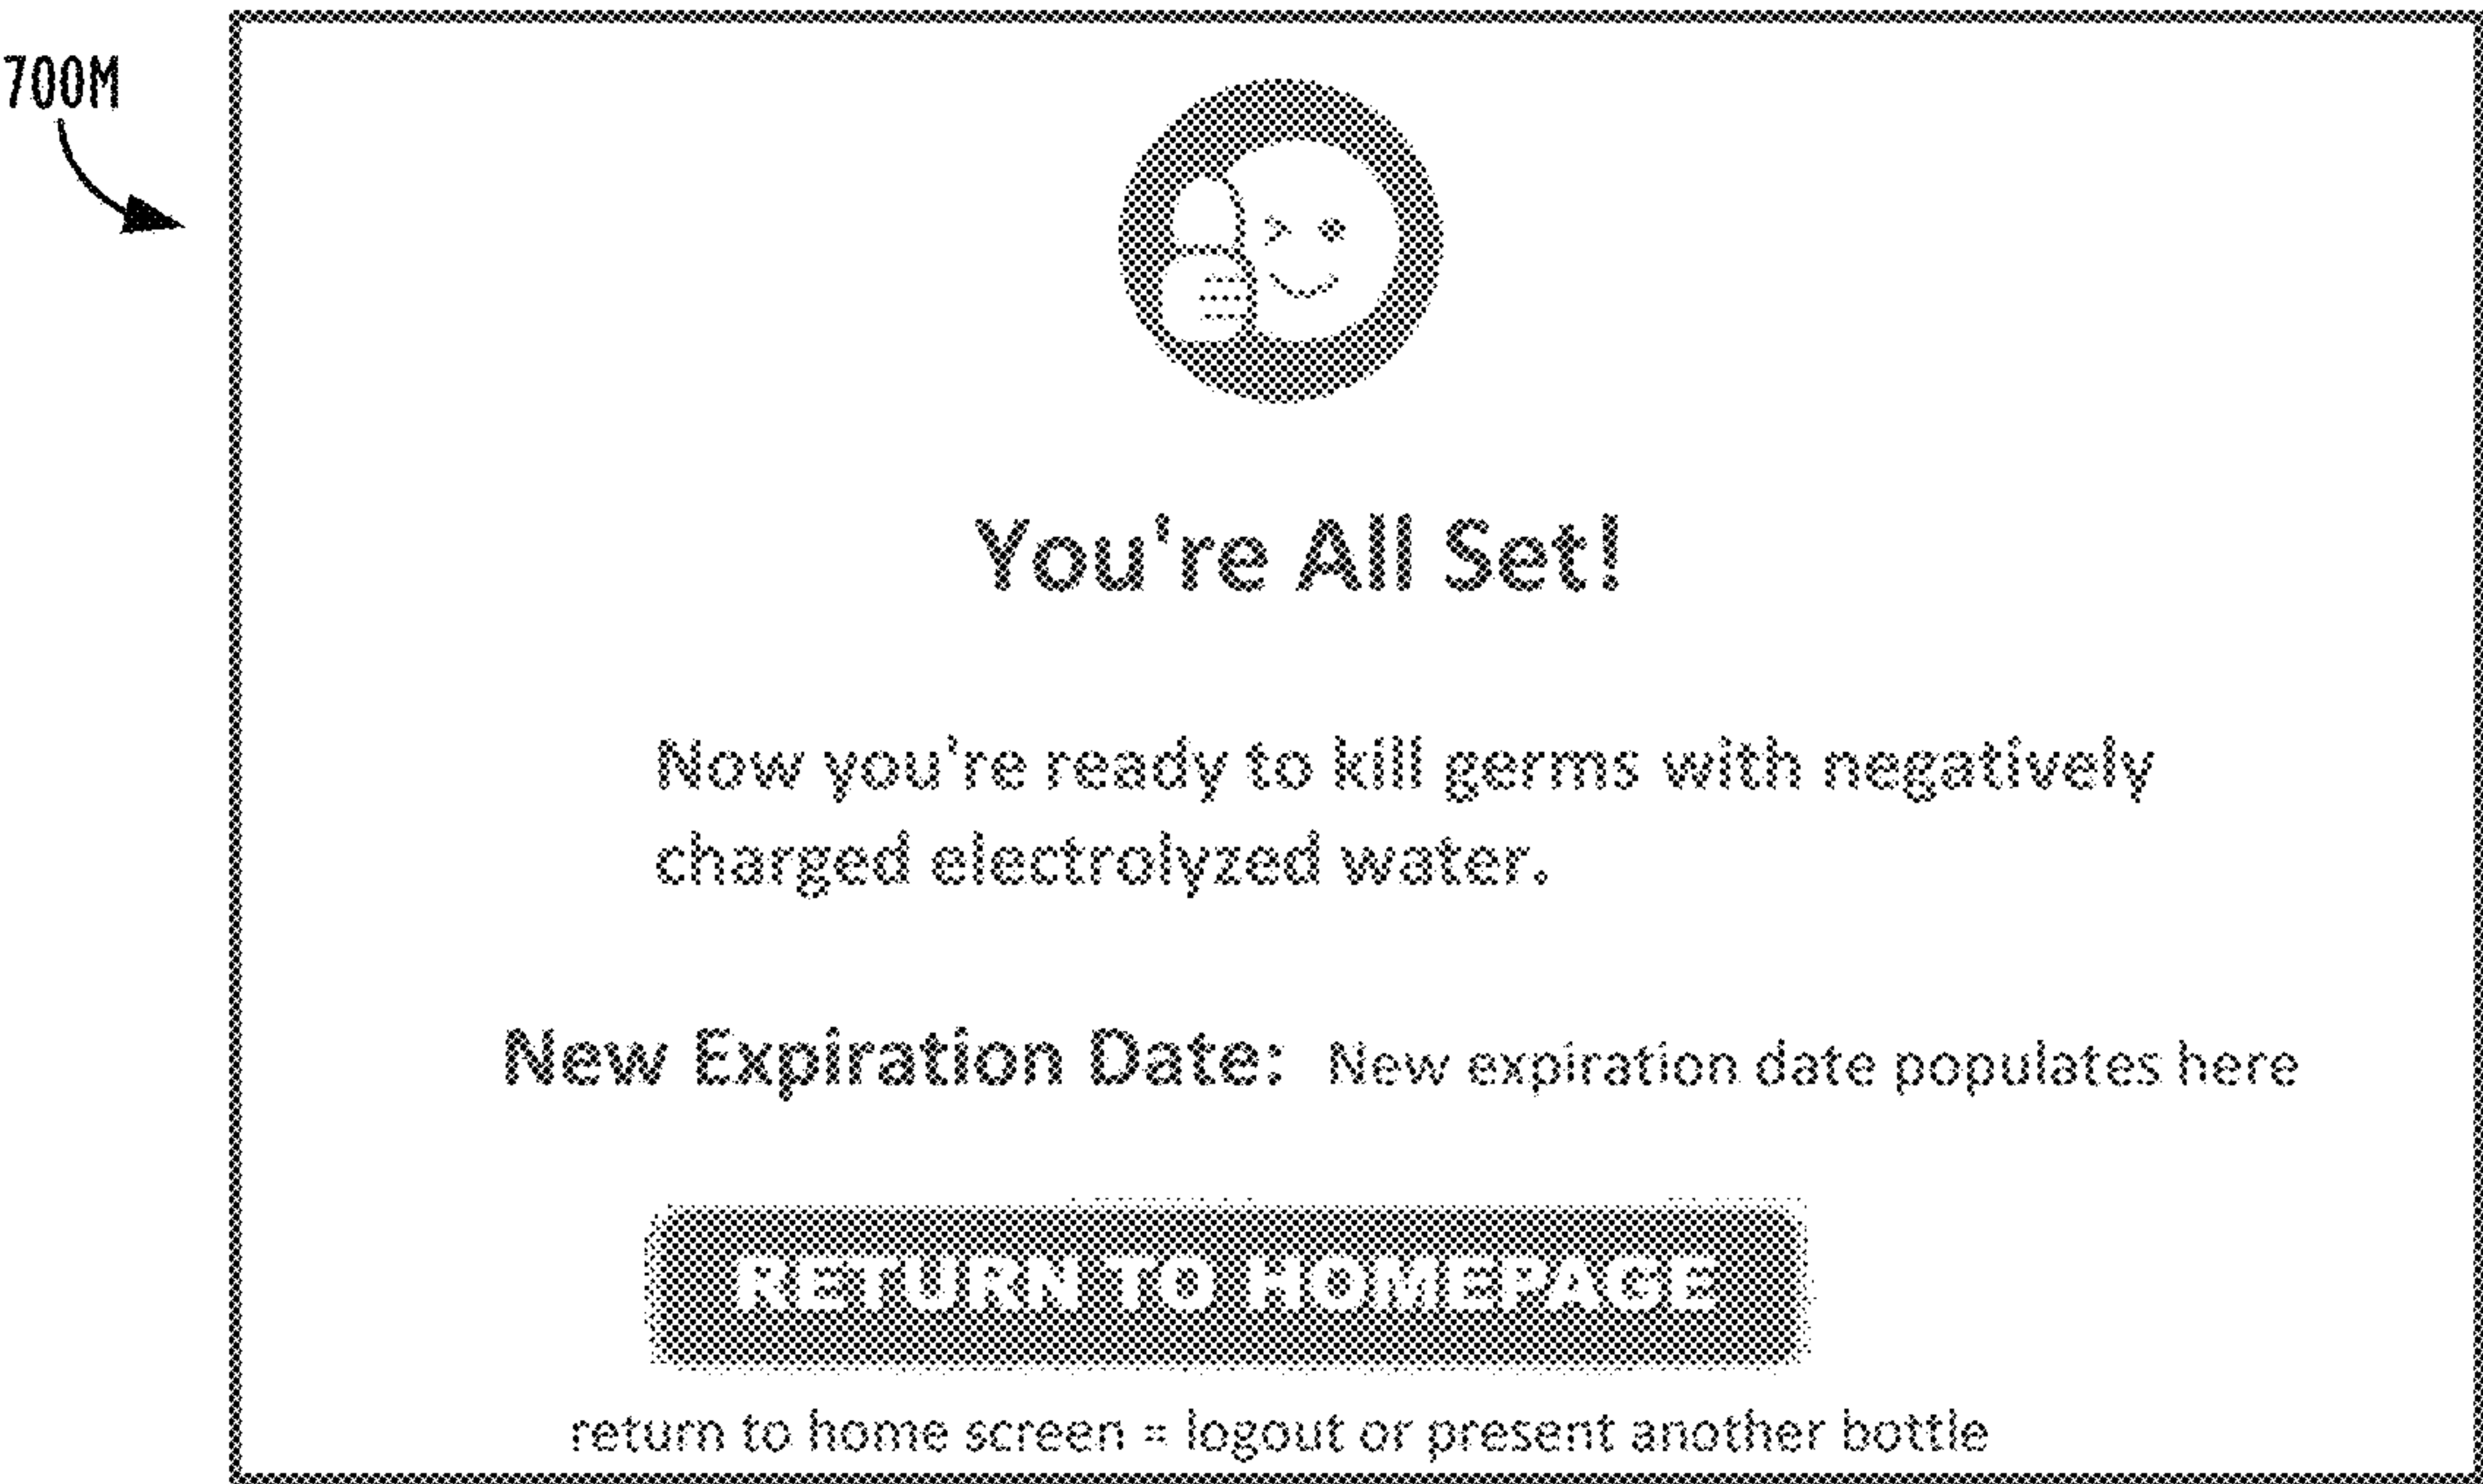 700M
You're All Set!
Now you're ready to kill germs with negatively
charged electrolyzed water.
New Expiration Date: New expiration date populates here
RETURN TO HOMEPAGE
return to home screen = logout or present another bottle